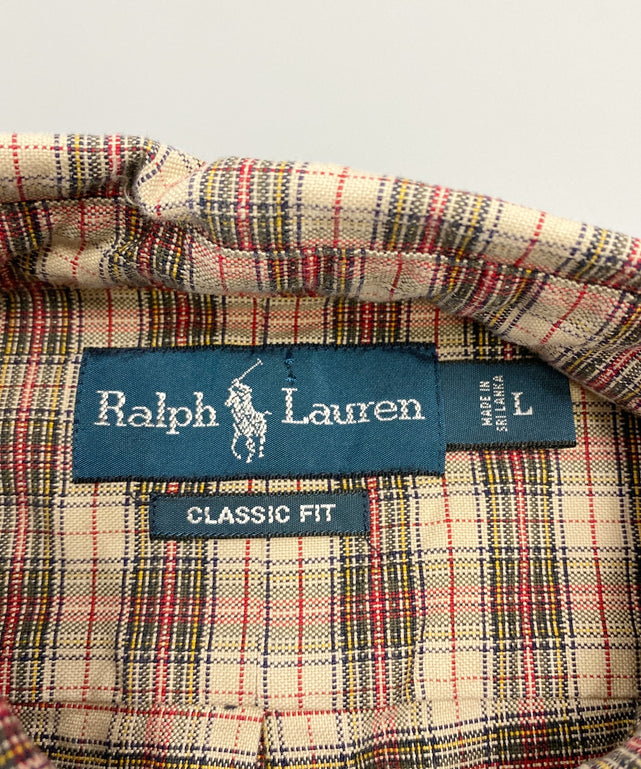 Ralph Lauren
MADE IN
SRI LANKA
L
CLASSIC FIT